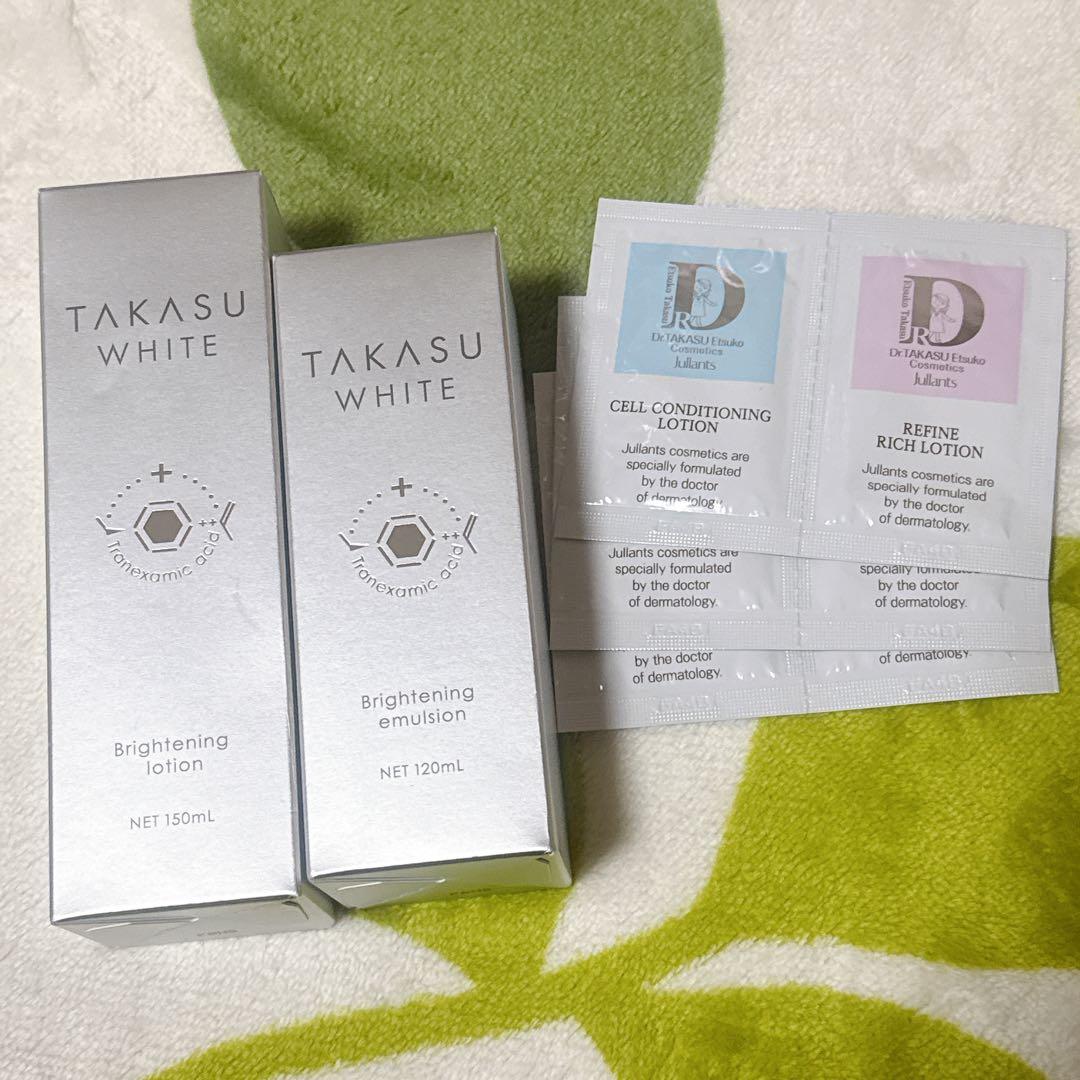 TAKASU
WHITE
Tranexamic acid
Brightening
lotion
NET 150mL
TAKASU
WHITE
Tranexamic acid
Brightening
emulsion
NET 120mL
Etsuko Takasu
DR
Dr.TAKASU Etsuko
Cosmetics
Jullants
CELL CONDITIONING
LOTION
Jullants cosmetics are
specially formulated
by the doctor
of dermatology.
Etsuko Takasu
DR
Dr.TAKASU Etsuko
Cosmetics
Jullants
REFINE
RICH LOTION
Jullants cosmetics are
specially formulated
by the doctor
of dermatology.
Jullants cosmetics are
specially formulated
by the doctor
of dermatology.
specially formulated
by the doctor
of dermatology.
by the doctor
of dermatology.
of dermatology.